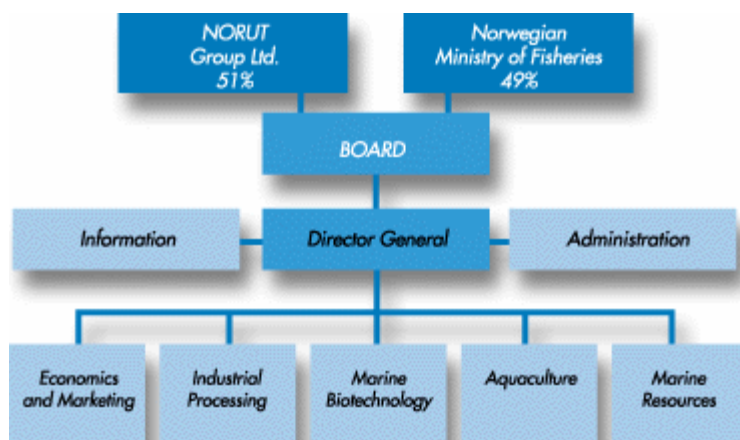 NORUT
Group Ltd.
51%
Norwegian
Ministry of Fisheries
49%
BOARD
Information
Director General
Administration
Economics
and Marketing
Industrial
Processing
Marine
Biotechnology
Aquaculture
Marine
Resources